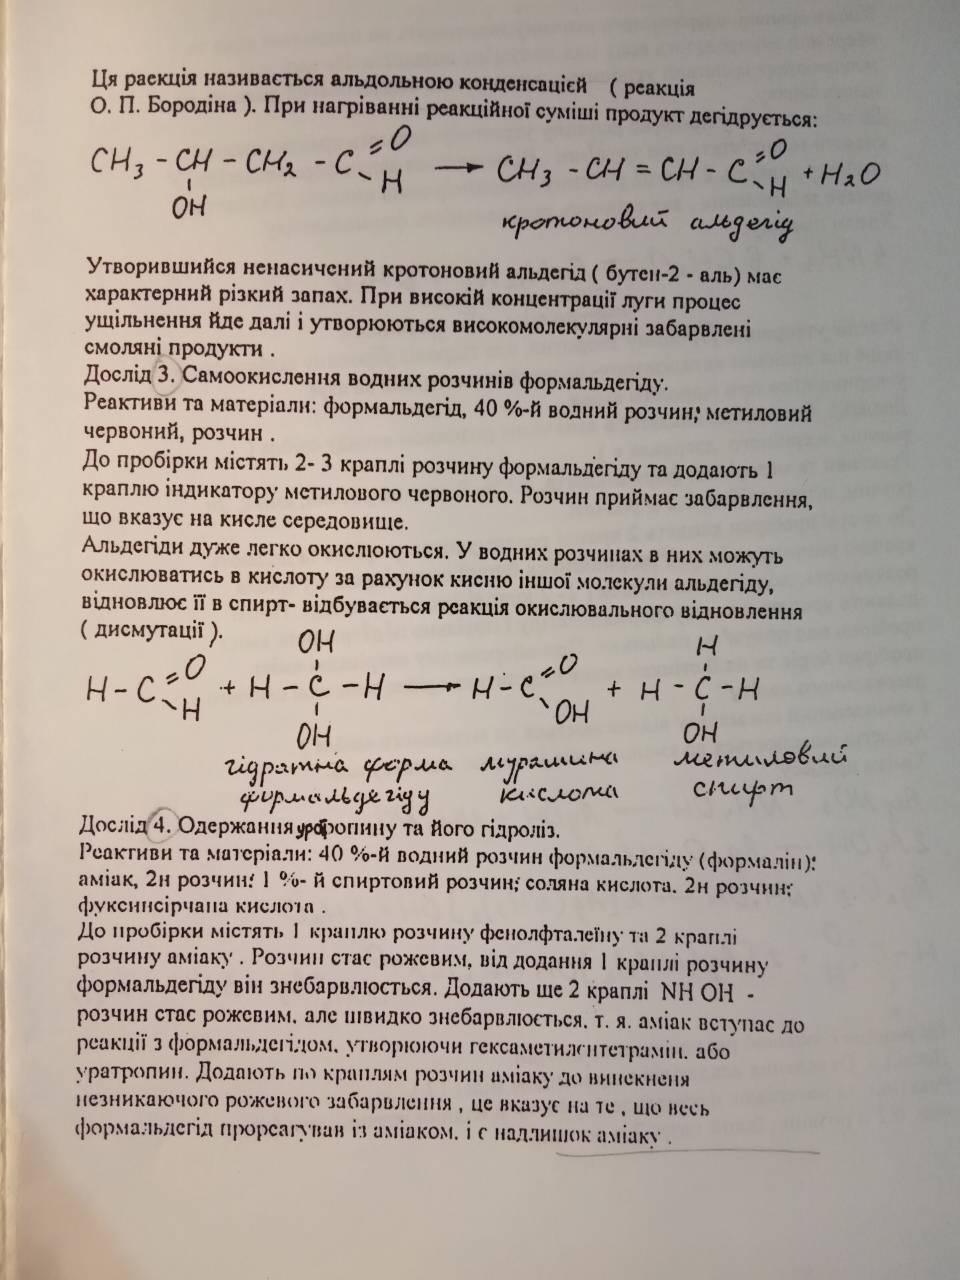 Ця раекція називається альдольною конденсацією ( реакція
О. П. Бородіна ). При нагріванні реакційної суміші продукт дегідрується:
CH3 - CH - CH2 - C =O → CH3 - CH = CH - C =O + H2O
OH H H
кротоновий альдегід
Утворившийся ненасичений кротоновий альдегід ( бутен-2 - аль) має
характерний різкий запах. При високій концентрації луги процес
ущільнення йде далі і утворюються високомолекулярні забарвлені
смоляні продукти .
Дослід 3. Самоокислення водних розчинів формальдегіду.
Реактиви та матеріали: формальдегід, 40 %-й водний розчин; метиловий
червоний, розчин .
До пробірки містять 2- 3 краплі розчину формальдегіду та додають 1
краплю індикатору метилового червоного. Розчин приймає забарвлення,
що вказує на кисле середовище.
Альдегіди дуже легко окислюються. У водних розчинах в них можуть
окислюватись в кислоту за рахунок кисню іншої молекули альдегіду,
відновлює її в спирт- відбувається реакція окислювального відновлення
( дисмутації ).
OH H
H - C =O + H - C - H → H - C =O + H - C - H
H OH OH OH
гідратна форма мурашина метиловий
формальдегіду кислота спирт
Дослід 4. Одержання уротропину та його гідроліз.
Реактиви та матеріали: 40 %-й водний розчин формальдегіду (формалін);
аміак, 2н розчин; 1 %- й спиртовий розчин; соляна кислота. 2н розчин;
фуксинсірчана кислота .
До пробірки містять 1 краплю розчину фенолфталеїну та 2 краплі
розчину аміаку . Розчин стає рожевим, від додання 1 краплі розчину
формальдегіду він знебарвлюється. Додають ще 2 краплі NH OH -
розчин стає рожевим, але швидко знебарвлюється, т. я. аміак вступає до
реакції з формальдегідом, утворюючи гексаметилентетрамін, або
уратропин. Додають по краплям розчин аміаку до винекненя
незникаючого рожевого забарвлення , це вказує на те , що весь
формальдегід прореагував із аміаком, і є надлишок аміаку .